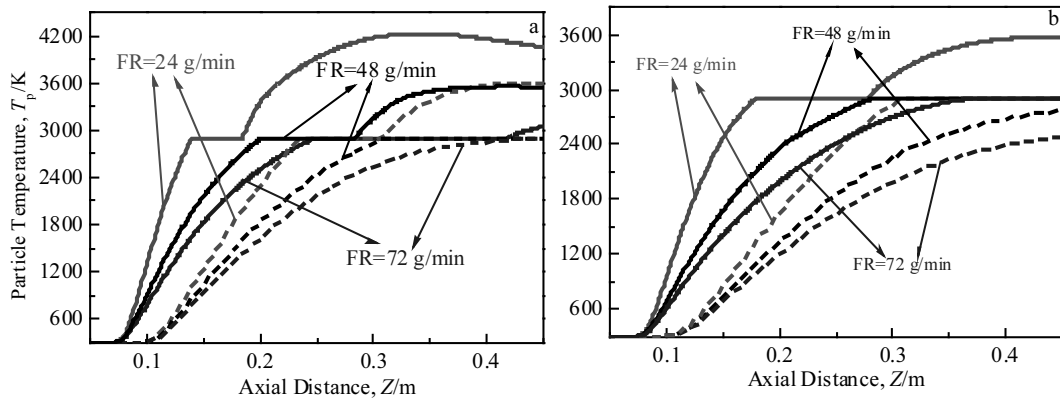 a
4200
3600
3000
2400
1800
1200
600
Particle Temperature, Tp/K
FR=24 g/min
FR=48 g/min
FR=72 g/min
0.1 0.2 0.3 0.4
Axial Distance, Z/m
b
3600
3000
2400
1800
1200
600
FR=48 g/min
FR=24 g/min
FR=72 g/min
0.1 0.2 0.3 0.4
Axial Distance, Z/m